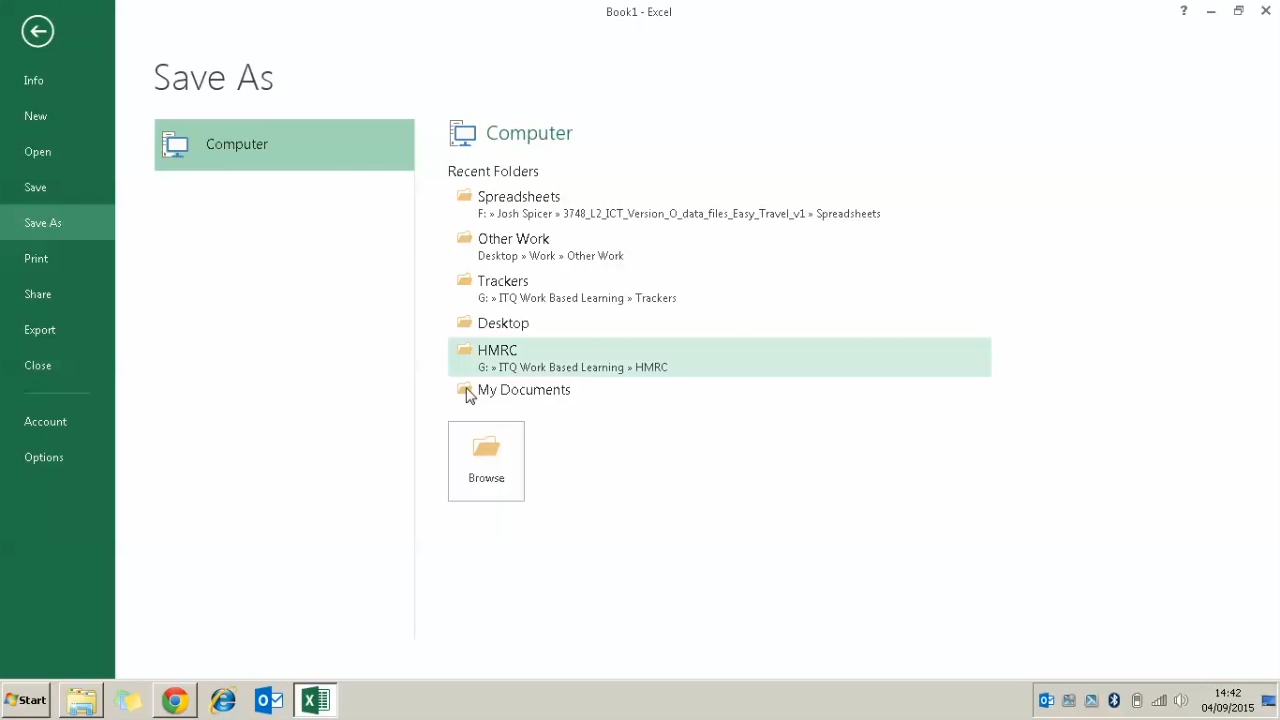 Book1 - Excel
?
Info
New
Open
Save
Save As
Print
Share
Export
Close
Account
Options
Save As
Computer
Computer
Recent Folders
Spreadsheets
F: » Josh Spicer » 3748_L2_ICT_Version_O_data_files_Easy_Travel_v1 » Spreadsheets
Other Work
Desktop » Work » Other Work
Trackers
G: » ITQ Work Based Learning » Trackers
Desktop
HMRC
G: » ITQ Work Based Learning » HMRC
My Documents
Browse
Start
14:42
04/09/2015